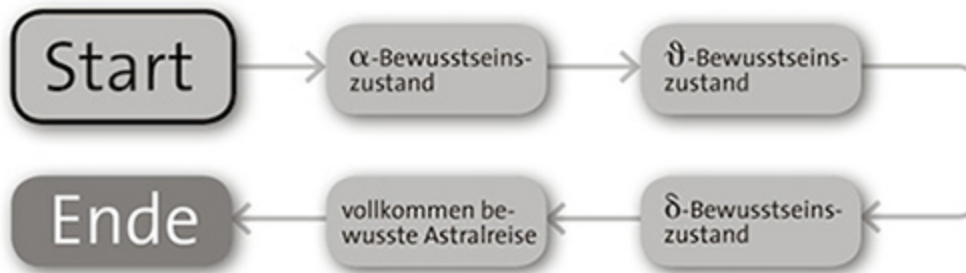 Start
α-Bewusstseins-
zustand
ϑ-Bewusstseins-
zustand
δ-Bewusstseins-
zustand
vollkommen be-
wusste Astralreise
Ende